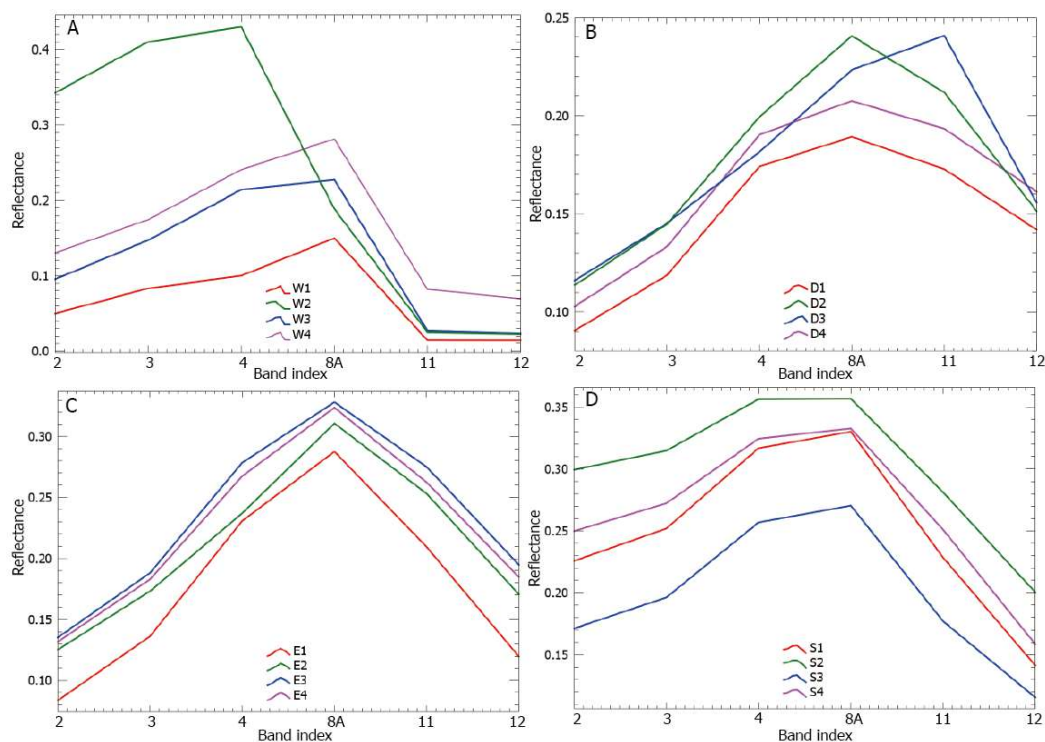 A
Reflectance
0.4
0.3
0.2
0.1
0.0
W1
W2
W3
W4
2 3 4 8A 11 12
Band index
B
Reflectance
0.25
0.20
0.15
0.10
D1
D2
D3
D4
2 3 4 8A 11 12
Band index
C
Reflectance
0.30
0.25
0.20
0.15
0.10
E1
E2
E3
E4
2 3 4 8A 11 12
Band index
D
Reflectance
0.35
0.30
0.25
0.20
0.15
S1
S2
S3
S4
2 3 4 8A 11 12
Band index